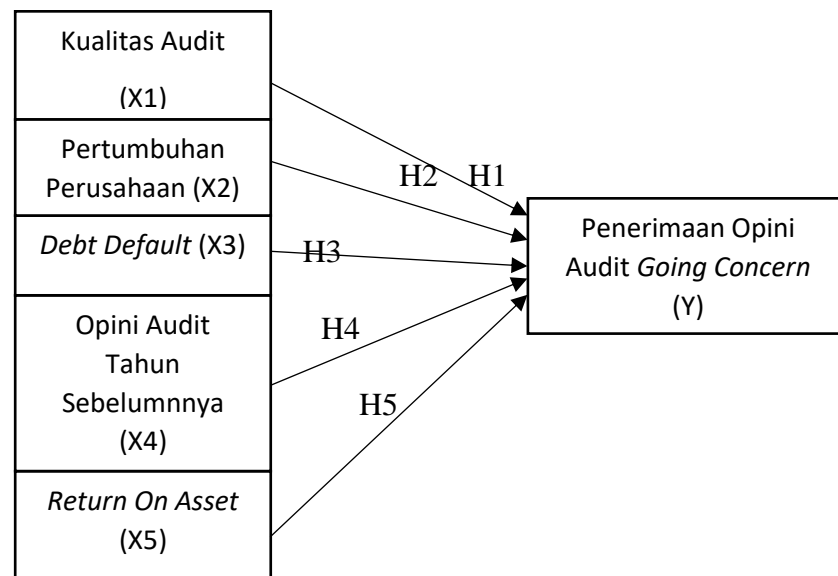 Kualitas Audit
(X1)
Pertumbuhan
Perusahaan (X2)
Debt Default (X3)
Opini Audit
Tahun
Sebelumnnya
(X4)
Return On Asset
(X5)
H1
H2
H3
H4
H5
Penerimaan Opini
Audit Going Concern
(Y)